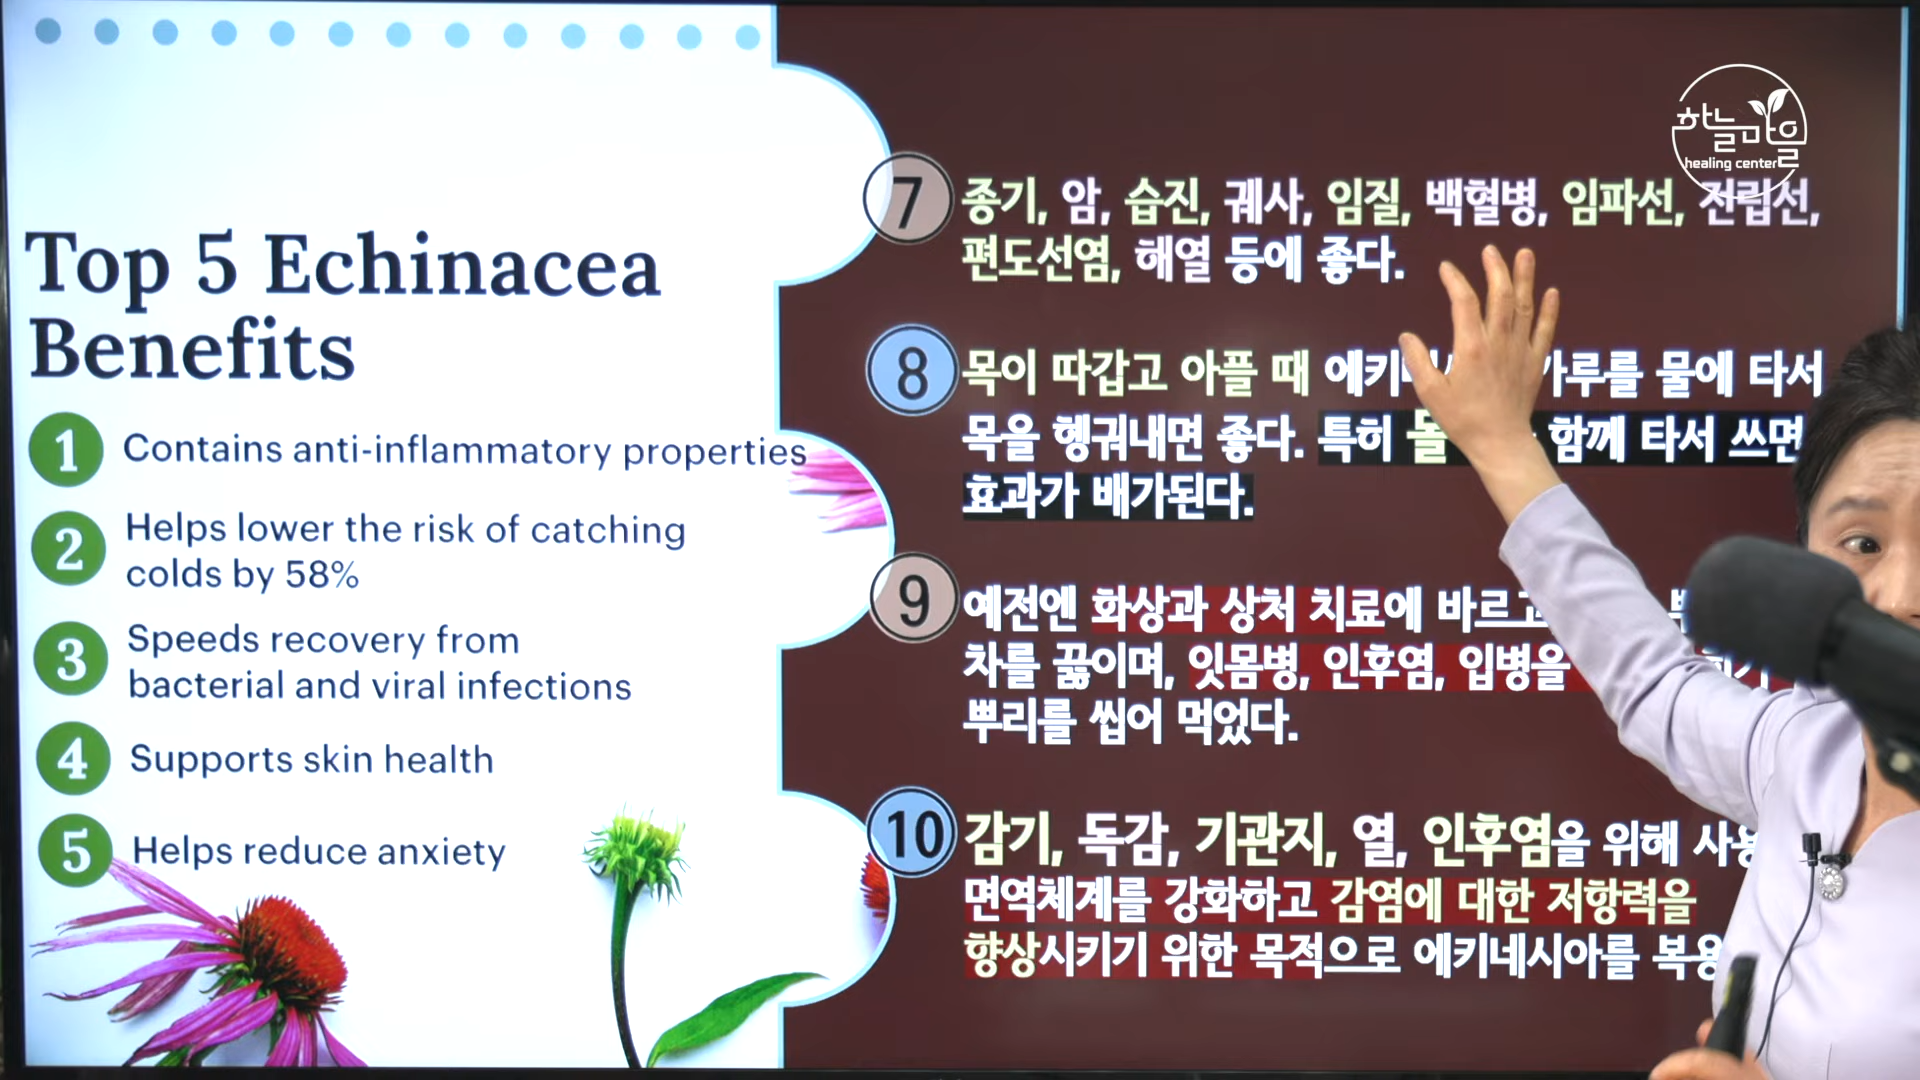 Top 5 Echinacea
Benefits
1 Contains anti-inflammatory properties
2 Helps lower the risk of catching
colds by 58%
3 Speeds recovery from
bacterial and viral infections
4 Supports skin health
5 Helps reduce anxiety
하늘마을
healing center
7 종기, 암, 습진, 궤사, 임질, 백혈병, 임파선, 전립선,
편도선염, 해열 등에 좋다.
8 목이 따갑고 아플 때 가루를 물에 타서
목을 헹궈내면 좋다. 특히 함께 타서 쓰면
효과가 배가된다.
9 예전엔 화상과 상처 치료에 바르고
차를 끓이며, 잇몸병, 인후염, 입병을
뿌리를 씹어 먹었다.
10 감기, 독감, 기관지, 열, 인후염을 위해
면역체계를 강화하고 감염에 대한 저항력을
향상시키기 위한 목적으로 에키네시아를